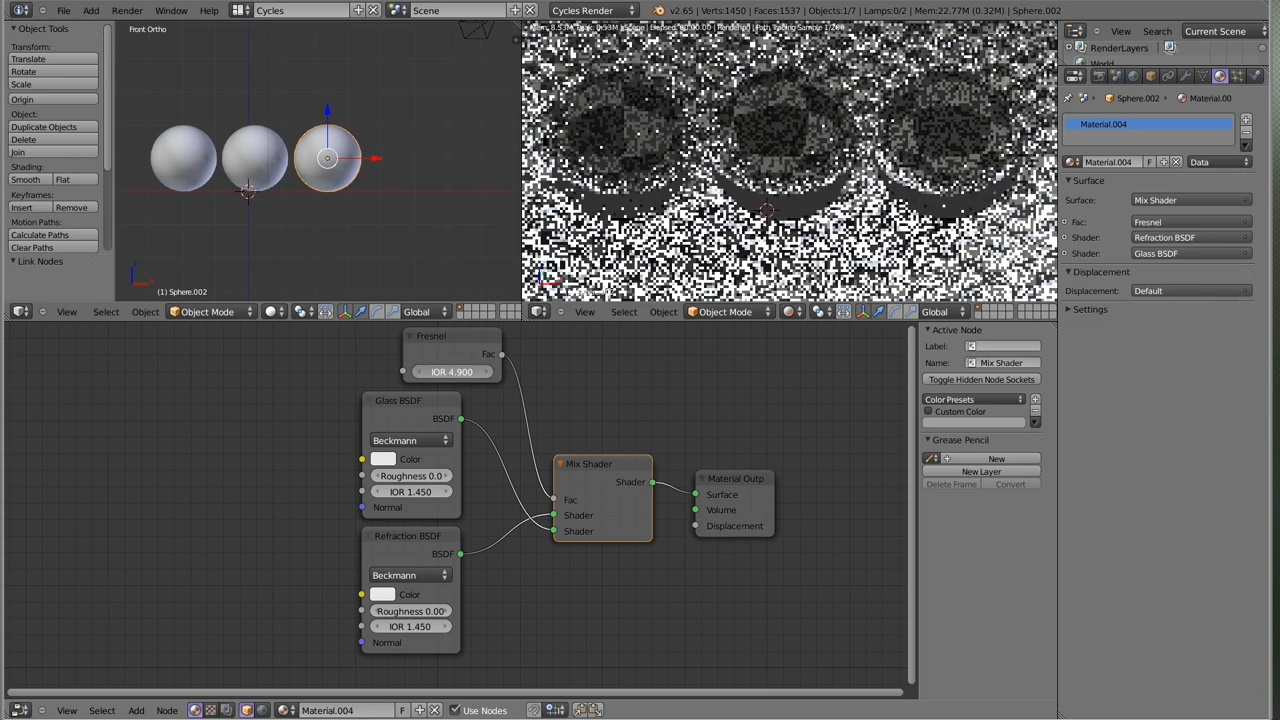 File Add Render Window Help Cycles Scene Cycles Render v2.65 | Verts:1450 | Faces:1537 | Objects:1/7 | Lamps:0/2 | Mem:22.77M (0.32M) | Sphere.002
Object Tools
Transform:
Translate
Rotate
Scale
Origin
Object:
Duplicate Objects
Delete
Join
Shading:
Smooth Flat
Keyframes:
Insert Remove
Motion Paths:
Calculate Paths
Clear Paths
Link Nodes
Front Ortho
(1) Sphere.002
View Select Object Object Mode Global
View Select Object Object Mode Global
View Search Current Scene
RenderLayers
World
Sphere.002 Material.00
Material.004
Material.004 F Data
Surface
Surface: Mix Shader
Fac: Fresnel
Shader: Refraction BSDF
Shader: Glass BSDF
Displacement
Displacement: Default
Settings
Fresnel
Fac
IOR 4.900
Glass BSDF
BSDF
Beckmann
Color
Roughness 0.0
IOR 1.450
Normal
Refraction BSDF
BSDF
Beckmann
Color
Roughness 0.00
IOR 1.450
Normal
Mix Shader
Shader
Fac
Shader
Shader
Material Outp
Surface
Volume
Displacement
Active Node
Label:
Name: Mix Shader
Toggle Hidden Node Sockets
Color Presets
Custom Color
Grease Pencil
New
New Layer
Delete Frame Convert
View Select Add Node Material.004 F Use Nodes